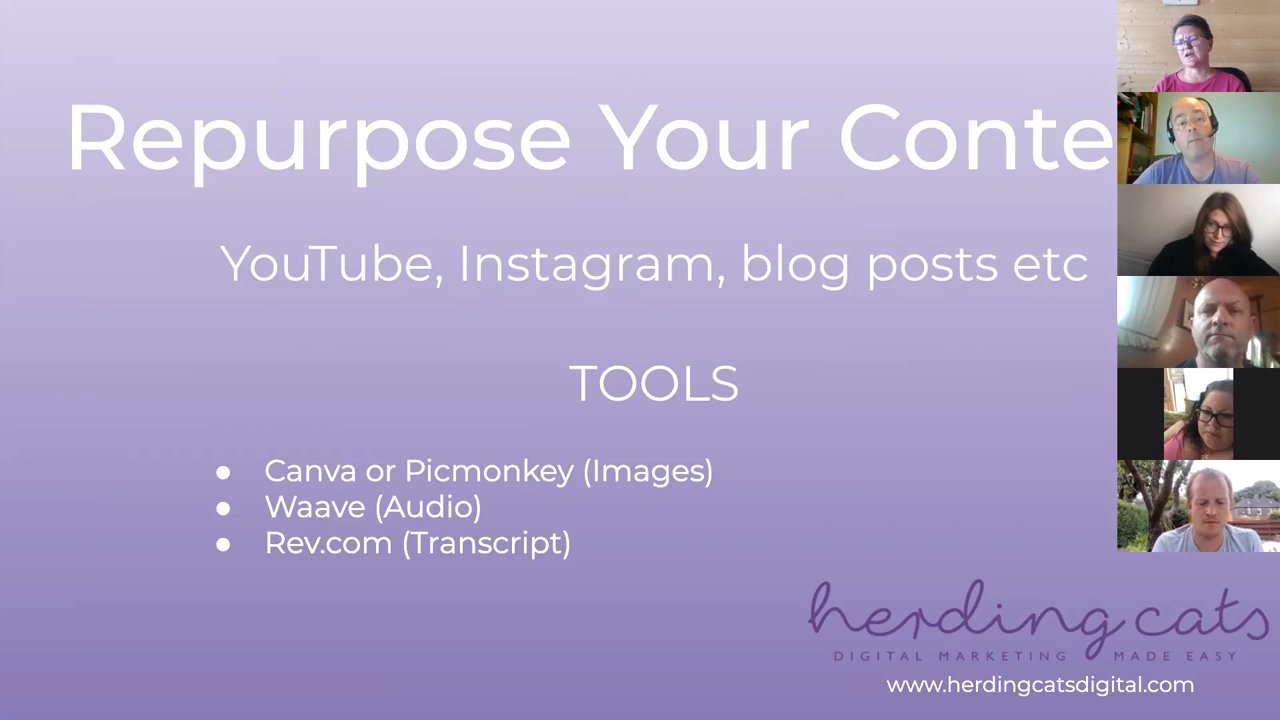 Repurpose Your Conte
YouTube, Instagram, blog posts etc
TOOLS
● Canva or Picmonkey (Images)
● Waave (Audio)
● Rev.com (Transcript)
herding cats
DIGITAL MARKETING MADE EASY
www.herdingcatsdigital.com